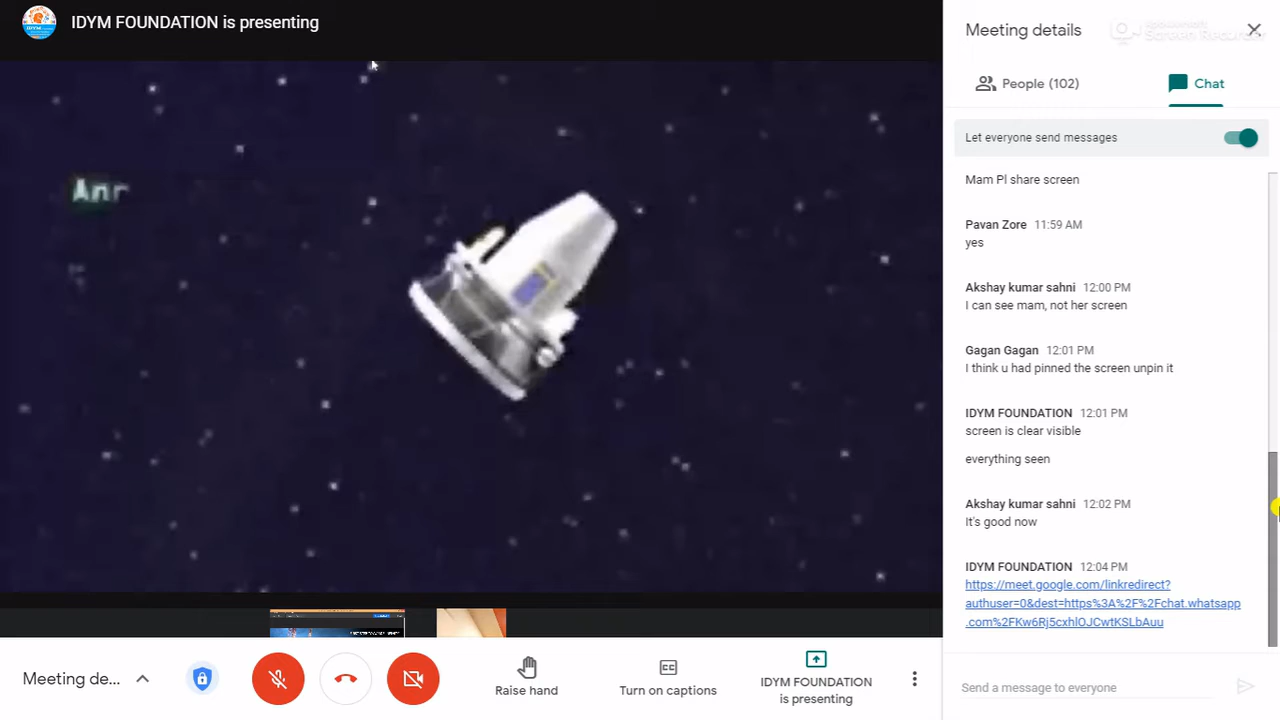 IDYM FOUNDATION is presenting
Anr
Meeting details
Screen Recorder
People (102)
Chat
Let everyone send messages
Mam Pl share screen
Pavan Zore 11:59 AM
yes
Akshay kumar sahni 12:00 PM
I can see mam, not her screen
Gagan Gagan 12:01 PM
I think u had pinned the screen unpin it
IDYM FOUNDATION 12:01 PM
screen is clear visible
everything seen
Akshay kumar sahni 12:02 PM
It's good now
IDYM FOUNDATION 12:04 PM
https://meet.google.com/linkredirect?
authuser=0&dest=https%3A%2F%2Fchat.whatsapp
.com%2FKw6Rj5cxhlOJCwtKSLbAuu
Meeting de...
Raise hand
CC
Turn on captions
IDYM FOUNDATION
is presenting
Send a message to everyone